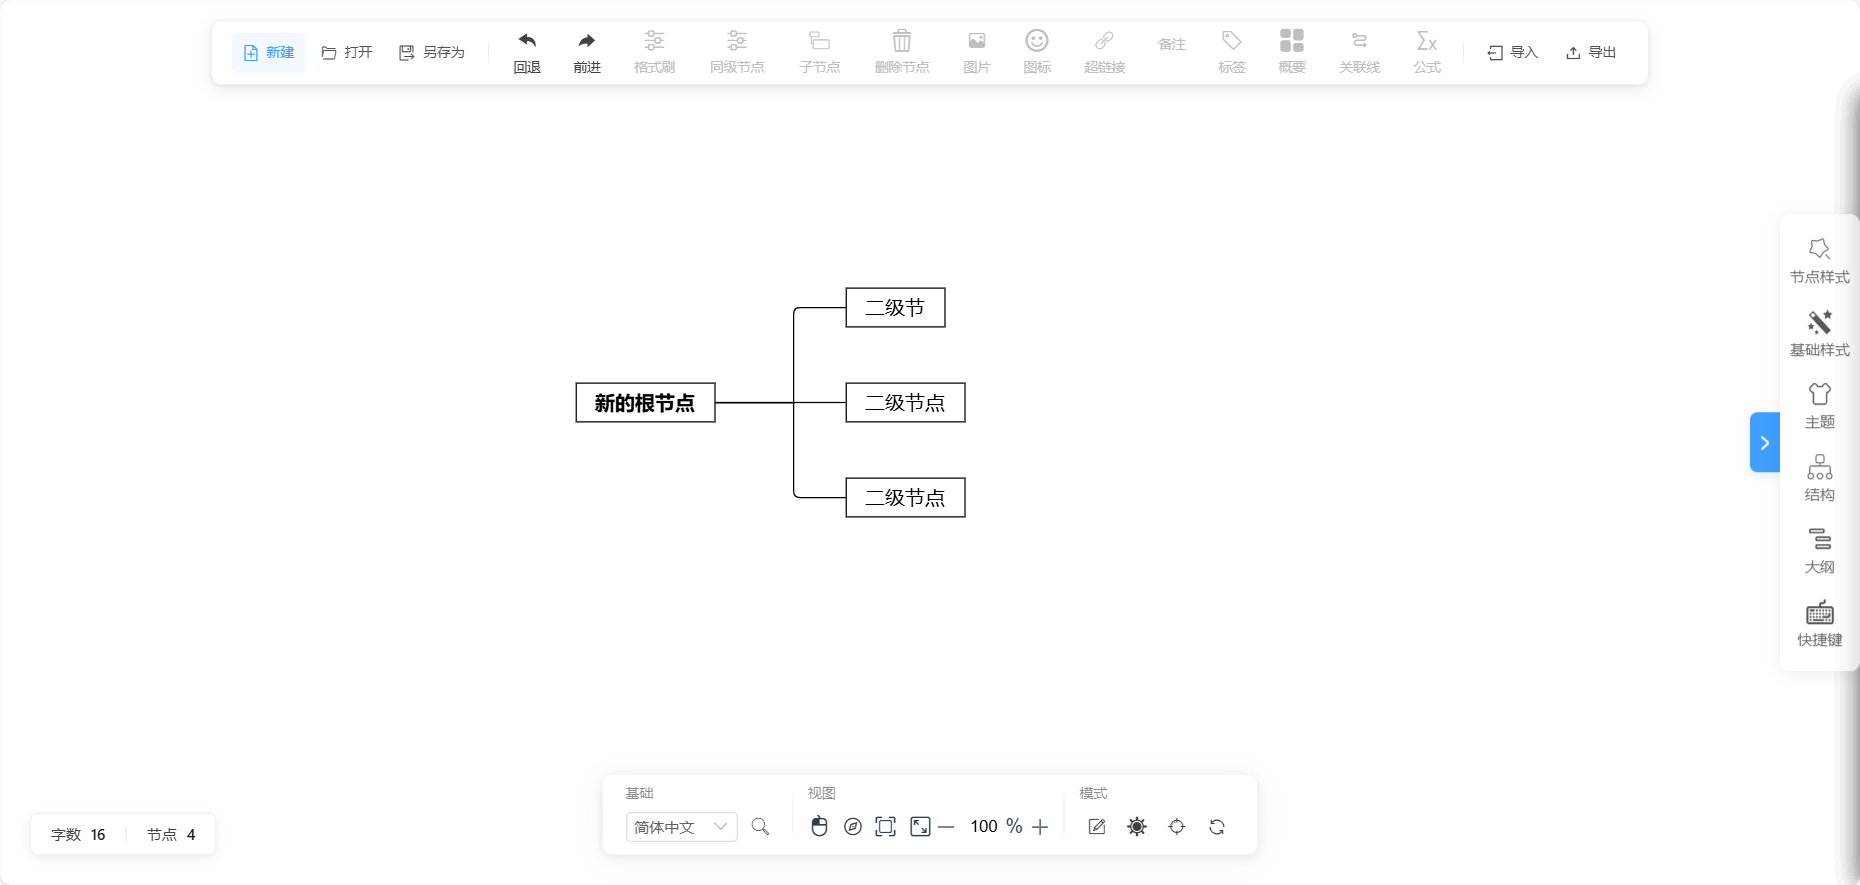 新建 打开 另存为 回退 前进 格式刷 同级节点 子节点 删除节点 图片 图标 超链接 备注 标签 概要 关联线 公式 导入 导出
二级节
新的根节点
二级节点
二级节点
节点样式
基础样式
主题
结构
大纲
快捷键
字数 16 节点 4
基础 视图 模式
简体中文 100 %